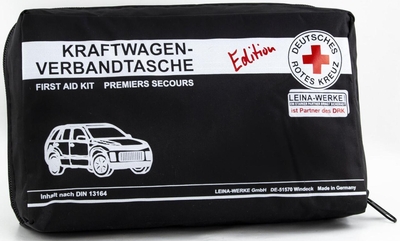 KRAFTWAGEN-
VERBANDTASCHE
FIRST AID KIT PREMIERS SECOURS
Edition
DEUTSCHES
ROTES KREUZ
LEINA-WERKE
ist Partner des DRK
Inhalt nach DIN 13164
LEINA-WERKE GmbH DE-51570 Windeck Made in Germany